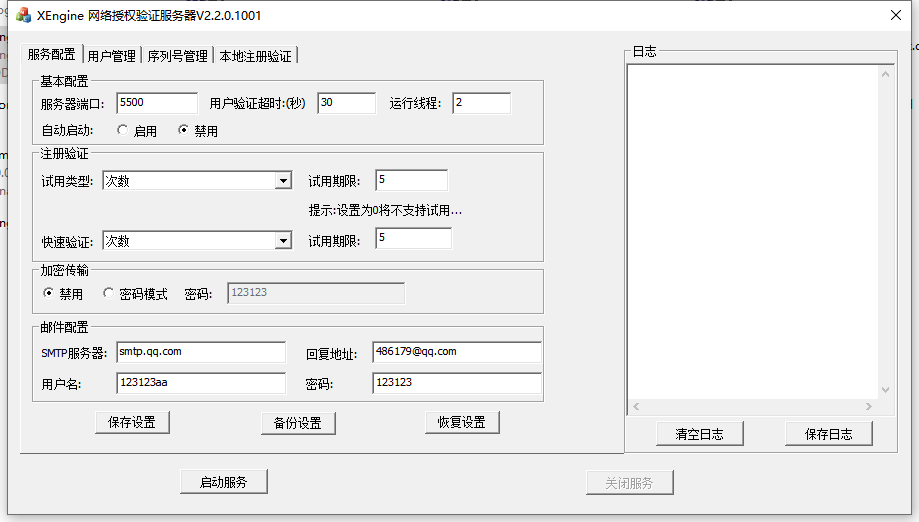 XEngine 网络授权验证服务器V2.2.0.1001
服务配置 用户管理 序列号管理 本地注册验证
基本配置
服务器端口: 5500 用户验证超时:(秒) 30 运行线程: 2
自动启动: 启用 禁用
注册验证
试用类型: 次数 试用期限: 5
提示:设置为0将不支持试用...
快速验证: 次数 试用期限: 5
加密传输
禁用 密码模式 密码: 123123
邮件配置
SMTP服务器: smtp.qq.com 回复地址: 486179@qq.com
用户名: 123123aa 密码: 123123
保存设置 备份设置 恢复设置
日志
清空日志 保存日志
启动服务 关闭服务